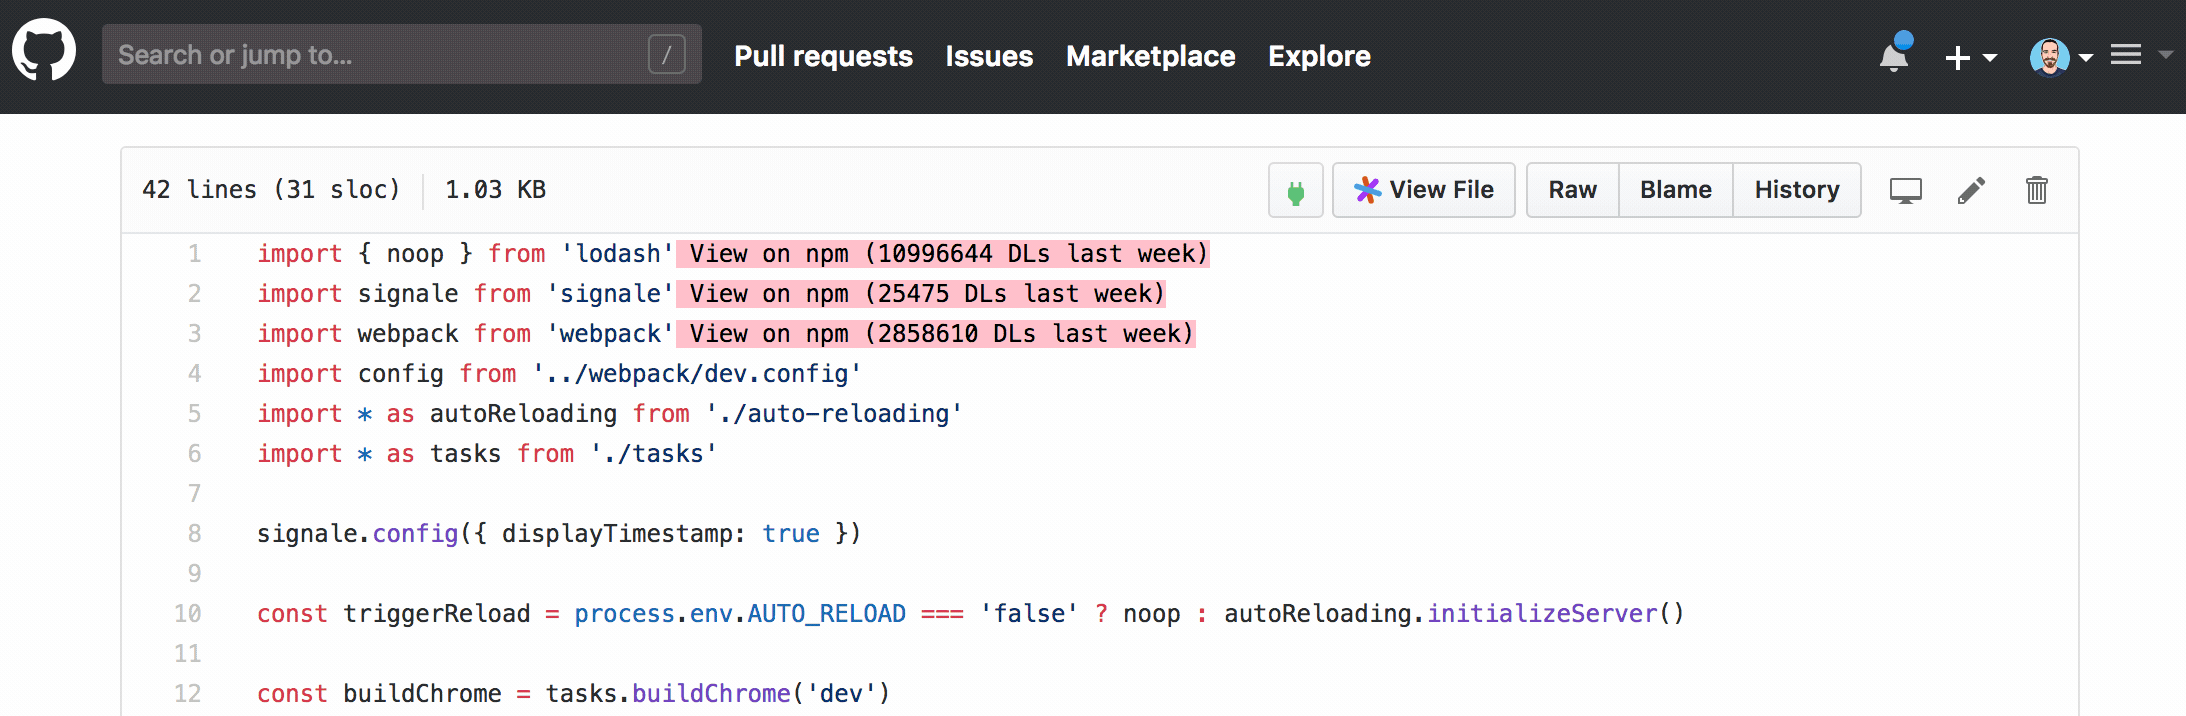 Search or jump to... / Pull requests Issues Marketplace Explore
42 lines (31 sloc) 1.03 KB View File Raw Blame History
1 import { noop } from 'lodash' View on npm (10996644 DLs last week)
2 import signale from 'signale' View on npm (25475 DLs last week)
3 import webpack from 'webpack' View on npm (2858610 DLs last week)
4 import config from '../webpack/dev.config'
5 import * as autoReloading from './auto-reloading'
6 import * as tasks from './tasks'
7
8 signale.config({ displayTimestamp: true })
9
10 const triggerReload = process.env.AUTO_RELOAD === 'false' ? noop : autoReloading.initializeServer()
11
12 const buildChrome = tasks.buildChrome('dev')